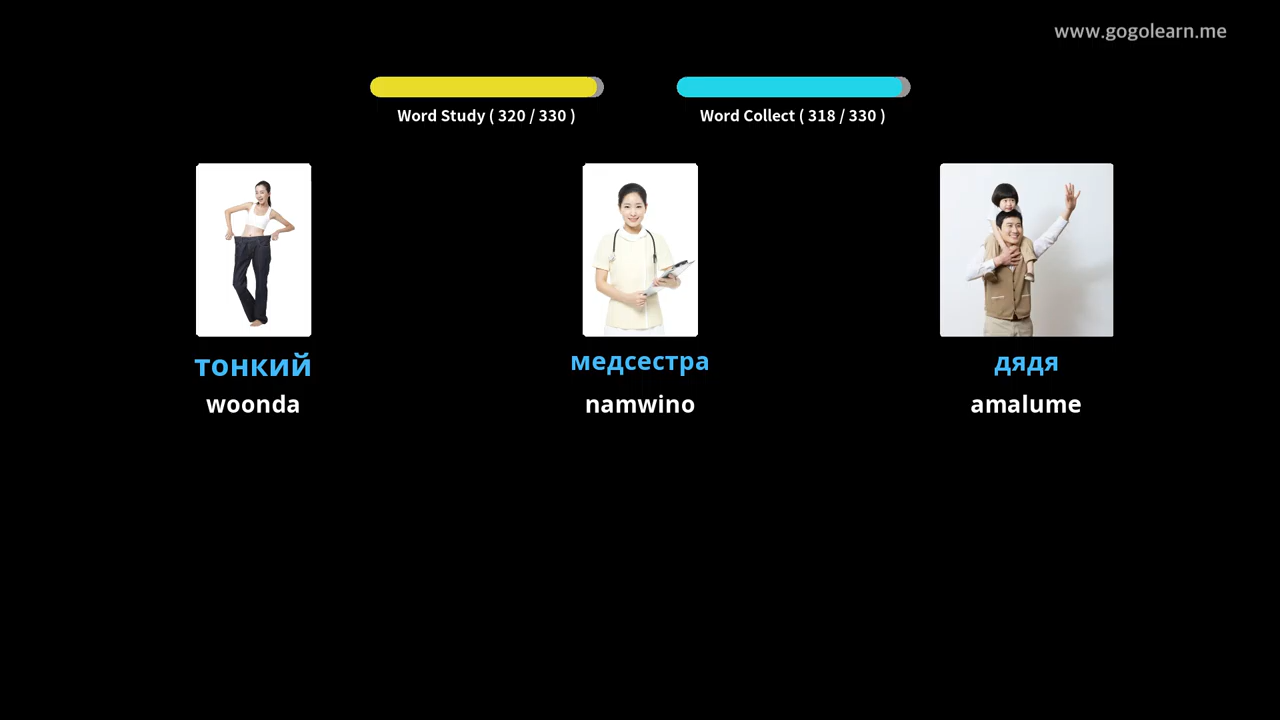 www.gogolearn.me
Word Study ( 320 / 330 )
Word Collect ( 318 / 330 )
тонкий
медсестра
дядя
woonda
namwino
amalume